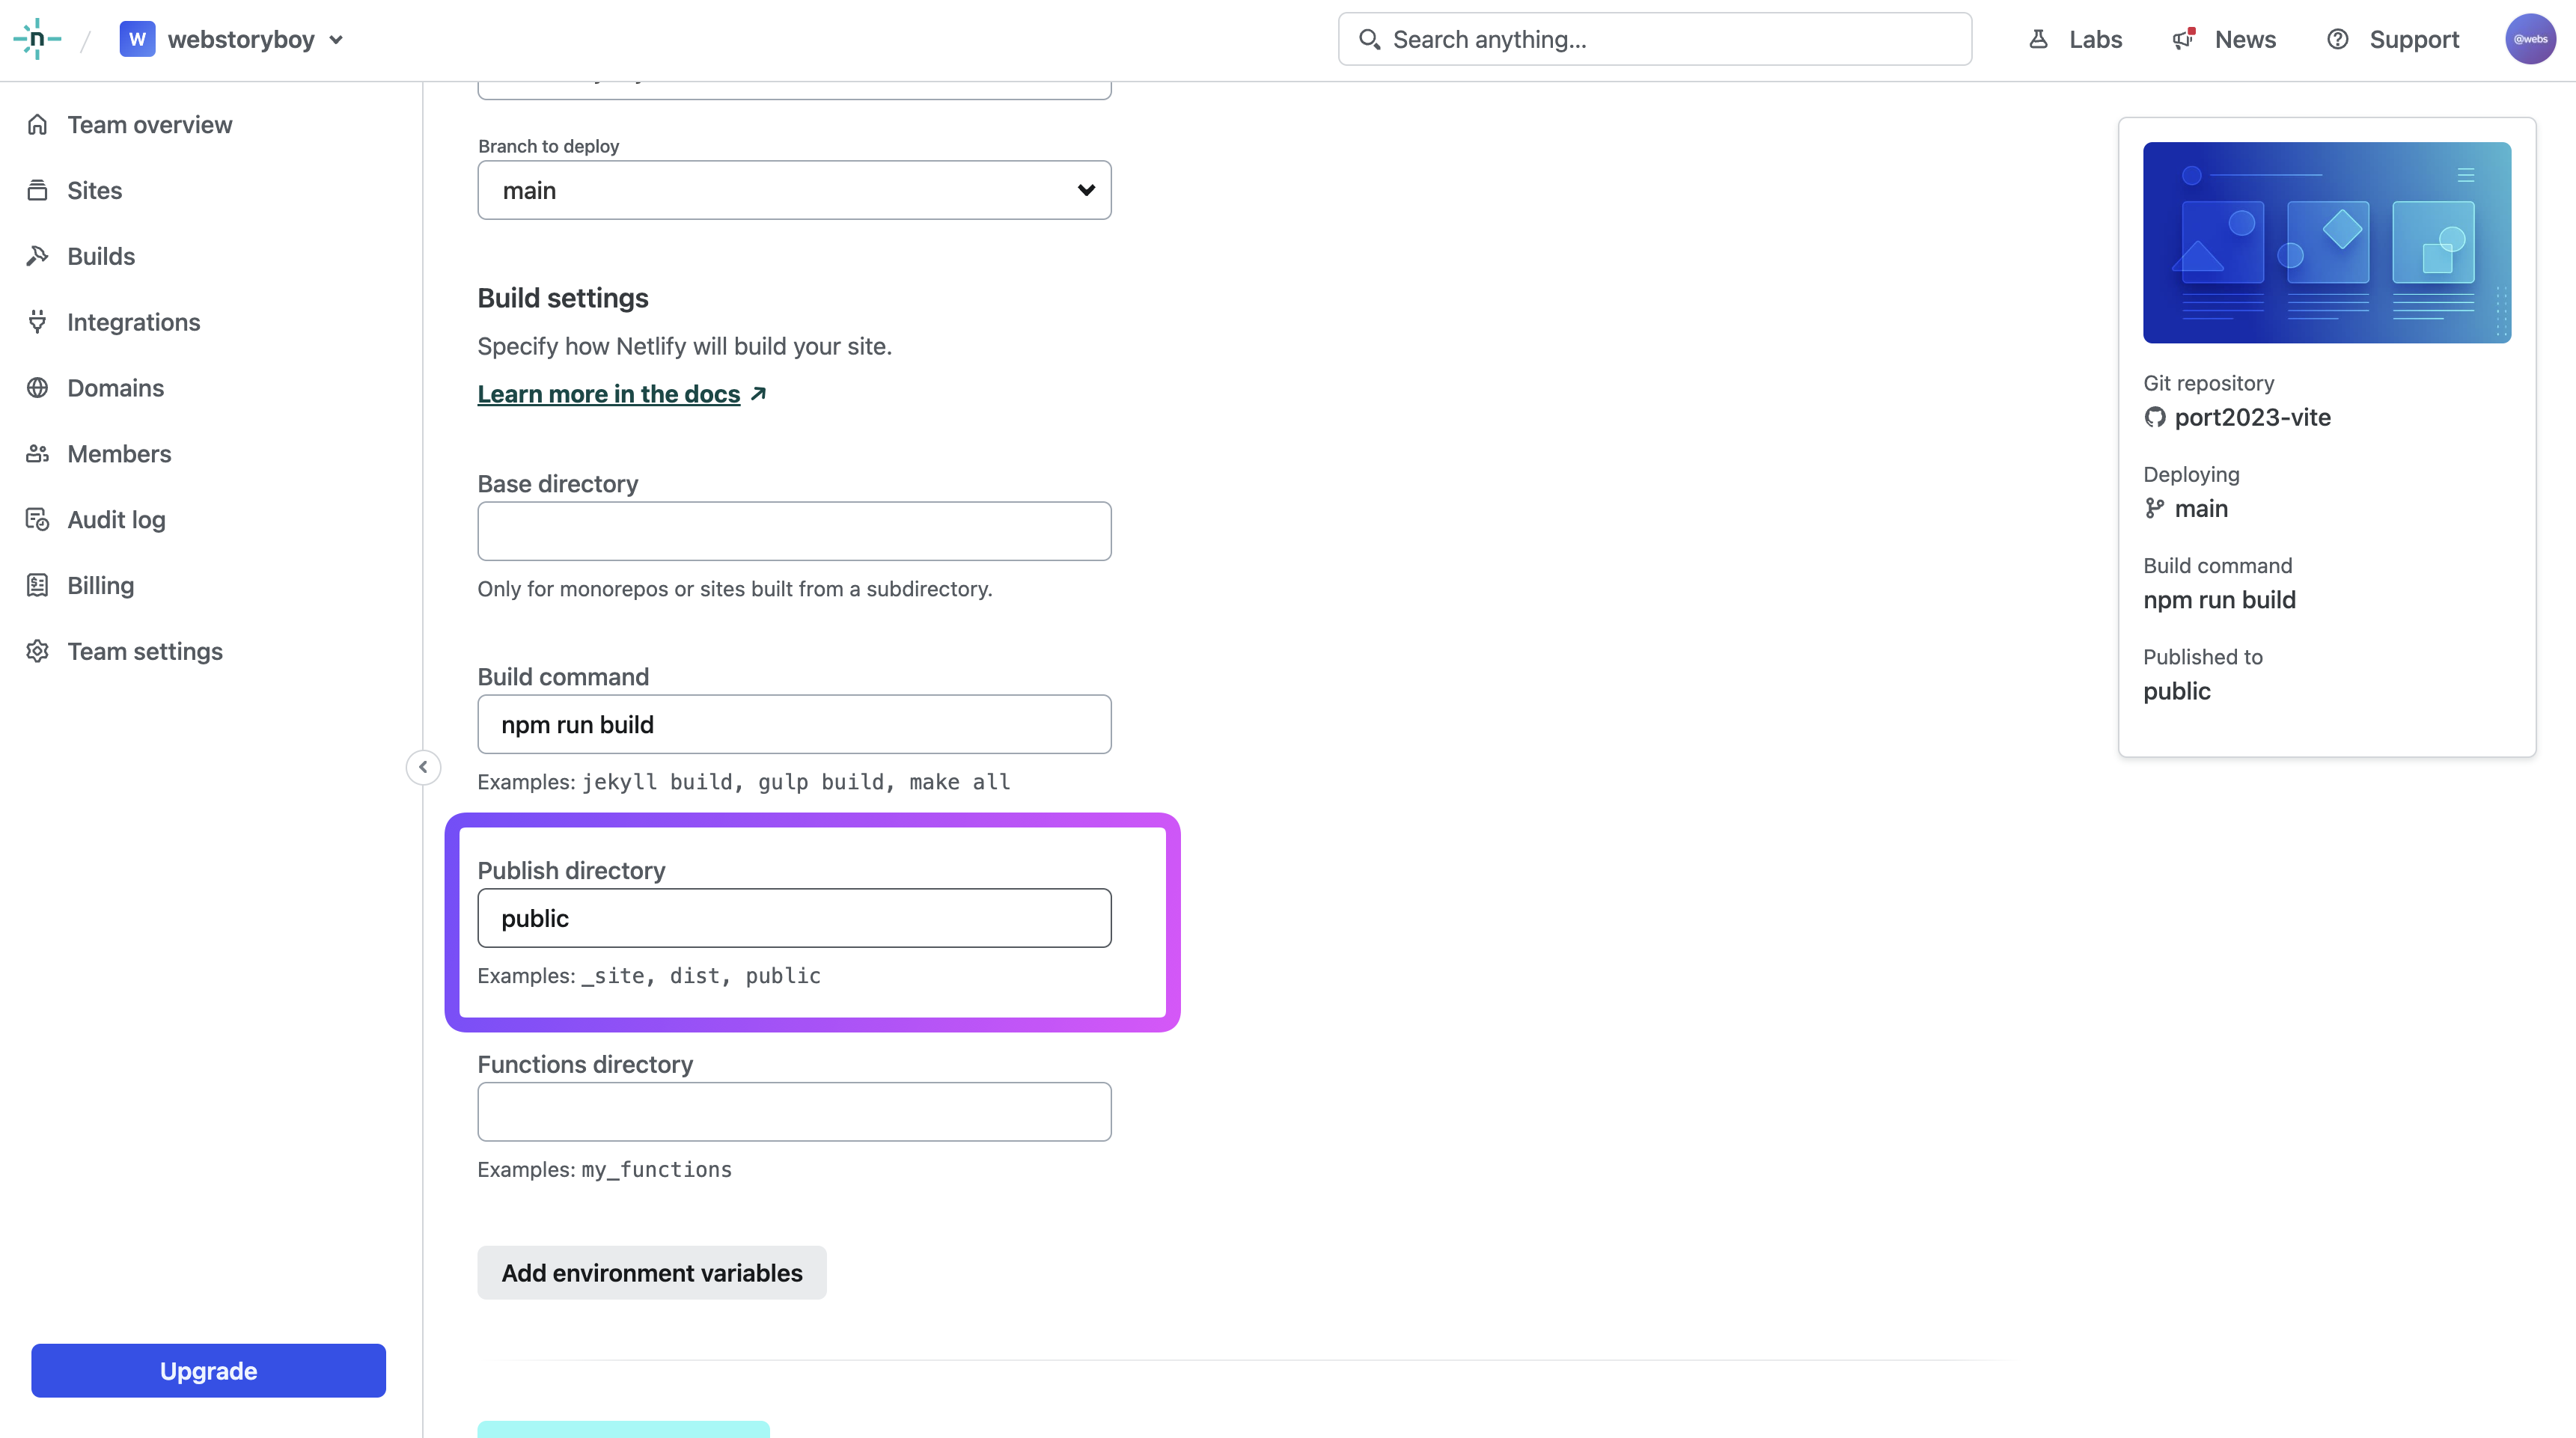 n / W webstoryboy
Search anything...
Labs
News
Support
@webs
Team overview
Sites
Builds
Integrations
Domains
Members
Audit log
Billing
Team settings
Upgrade
Branch to deploy
main
Build settings
Specify how Netlify will build your site.
Learn more in the docs
Base directory
Only for monorepos or sites built from a subdirectory.
Build command
npm run build
Examples: jekyll build, gulp build, make all
Publish directory
public
Examples: _site, dist, public
Functions directory
Examples: my_functions
Add environment variables
Git repository
port2023-vite
Deploying
main
Build command
npm run build
Published to
public